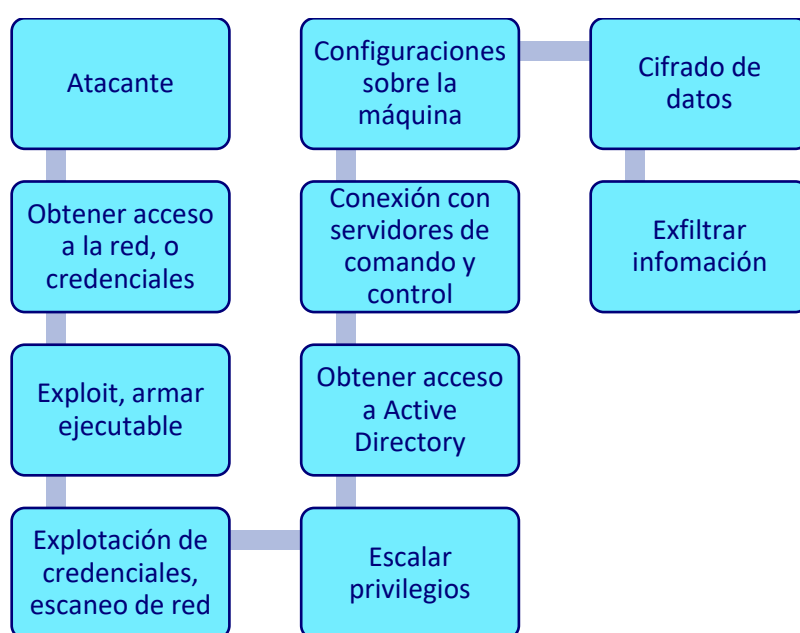 Atacante
Obtener acceso
a la red, o
credenciales
Exploit, armar
ejecutable
Explotación de
credenciales,
escaneo de red
Escalar
privilegios
Obtener acceso
a Active
Directory
Conexión con
servidores de
comando y
control
Configuraciones
sobre la
máquina
Cifrado de
datos
Exfiltrar
infomación